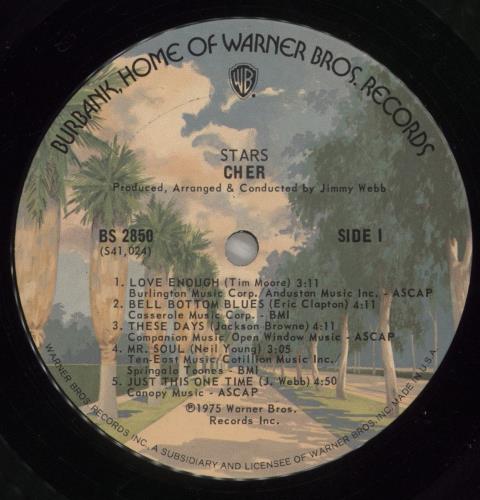 BURBANK, HOME OF WARNER BROS. RECORDS
WB
STARS
CHER
Produced, Arranged & Conducted by Jimmy Webb
BS 2850 SIDE 1
(S41,024)
1. LOVE ENOUGH (Tim Moore) 3:11
Burlington Music Corp./Andustan Music Inc. - ASCAP
2. BELL BOTTOM BLUES (Eric Clapton) 4:11
Casserole Music Corp. - BMI
3. THESE DAYS (Jackson Browne) 4:11
Companion Music/Open Window Music - ASCAP
4. MR. SOUL (Neil Young) 3:05
Ten-East Music/Cotillion Music Inc./
Springalo Toones - BMI
5. JUST THIS ONE TIME (J. Webb) 4:50
Canopy Music - ASCAP
℗1975 Warner Bros.
Records Inc.
WARNER BROS. RECORDS INC. A SUBSIDIARY AND LICENSEE OF WARNER BROS. INC. MADE IN U.S.A.